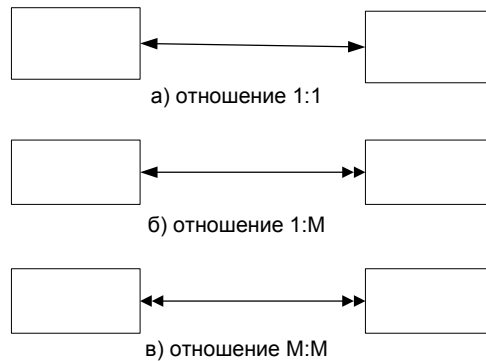 а) отношение 1:1
б) отношение 1:М
в) отношение М:М